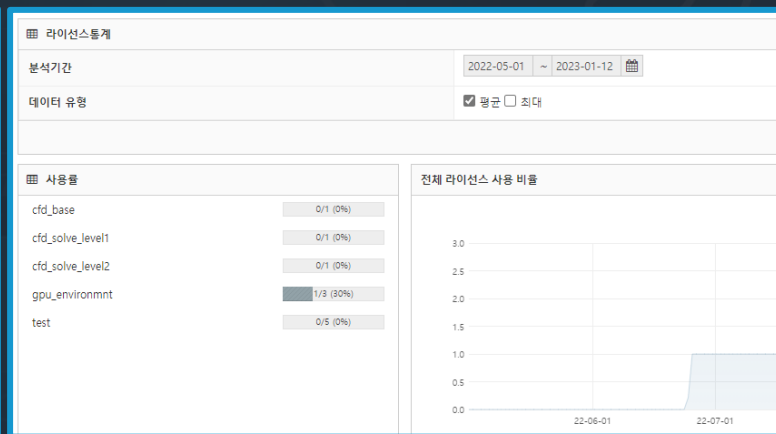 라이선스통계
분석기간
2022-05-01 ~ 2023-01-12
데이터 유형
평균 최대
사용률
cfd_base 0/1 (0%)
cfd_solve_level1 0/1 (0%)
cfd_solve_level2 0/1 (0%)
gpu_environmnt 1/3 (30%)
test 0/5 (0%)
전체 라이선스 사용 비율
3.0
2.5
2.0
1.5
1.0
0.5
0.0
22-06-01 22-07-01